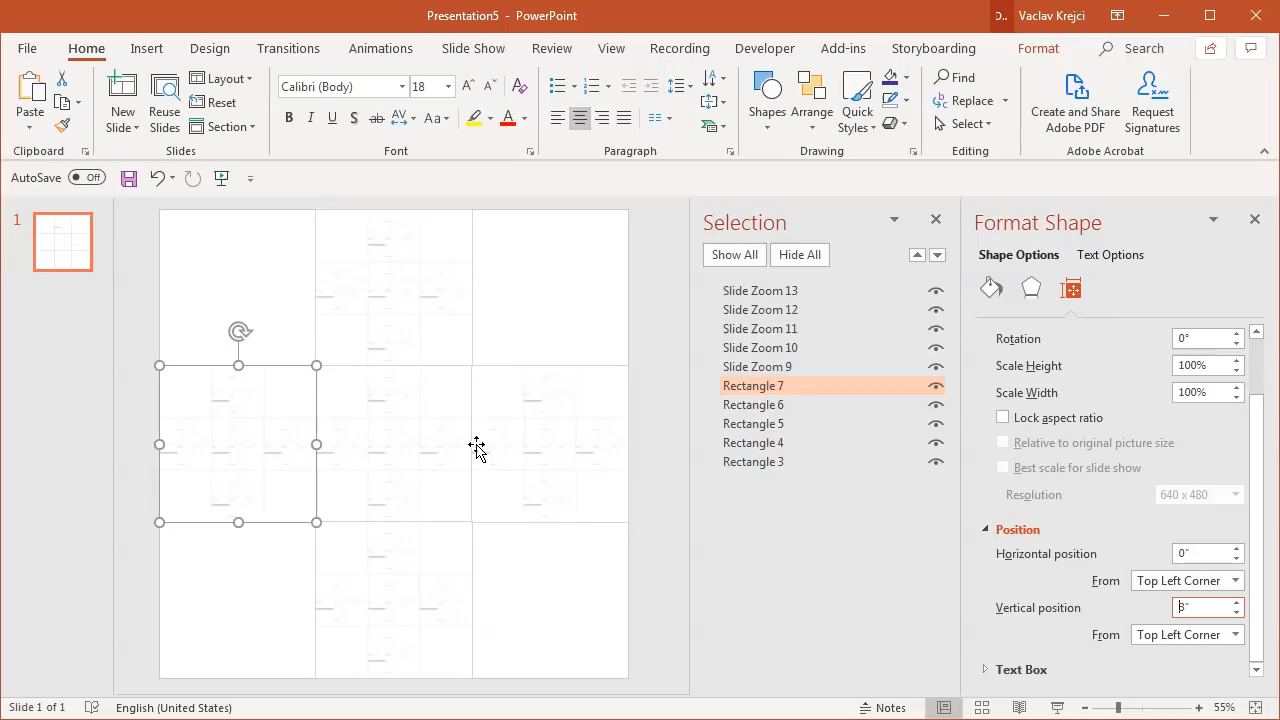 Presentation5 - PowerPoint
D..
Vaclav Krejci
File
Home
Insert
Design
Transitions
Animations
Slide Show
Review
View
Recording
Developer
Add-ins
Storyboarding
Format
Search
Paste
New
Slide
Reuse
Slides
Layout
Reset
Section
Calibri (Body)
18
B I U S ab AV Aa A
Shapes
Arrange
Quick
Styles
Find
Replace
Select
Create and Share
Adobe PDF
Request
Signatures
Clipboard
Slides
Font
Paragraph
Drawing
Editing
Adobe Acrobat
AutoSave Off
1
Selection
Show All
Hide All
Slide Zoom 13
Slide Zoom 12
Slide Zoom 11
Slide Zoom 10
Slide Zoom 9
Rectangle 7
Rectangle 6
Rectangle 5
Rectangle 4
Rectangle 3
Format Shape
Shape Options
Text Options
Rotation 0°
Scale Height 100%
Scale Width 100%
Lock aspect ratio
Relative to original picture size
Best scale for slide show
Resolution 640 x 480
Position
Horizontal position 0"
From Top Left Corner
Vertical position
From Top Left Corner
Text Box
Slide 1 of 1
English (United States)
Notes
55%